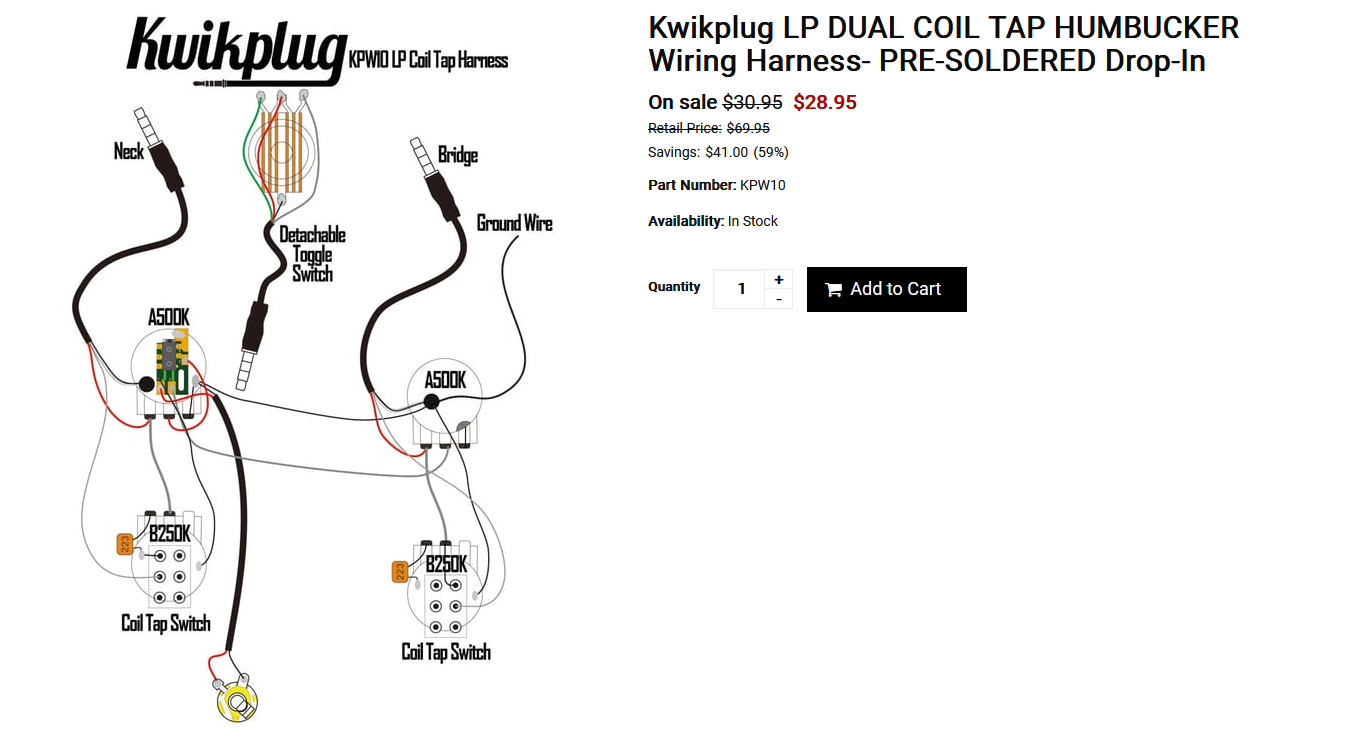 Kwikplug KPW10 LP Coil Tap Harness
Neck
Bridge
Ground Wire
Detachable
Toggle
Switch
A500K
A500K
B250K
223
Coil Tap Switch
B250K
223
Coil Tap Switch
Kwikplug LP DUAL COIL TAP HUMBUCKER
Wiring Harness- PRE-SOLDERED Drop-In
On sale $30.95 $28.95
Retail Price: $69.95
Savings: $41.00 (59%)
Part Number: KPW10
Availability: In Stock
Quantity 1 + -
Add to Cart